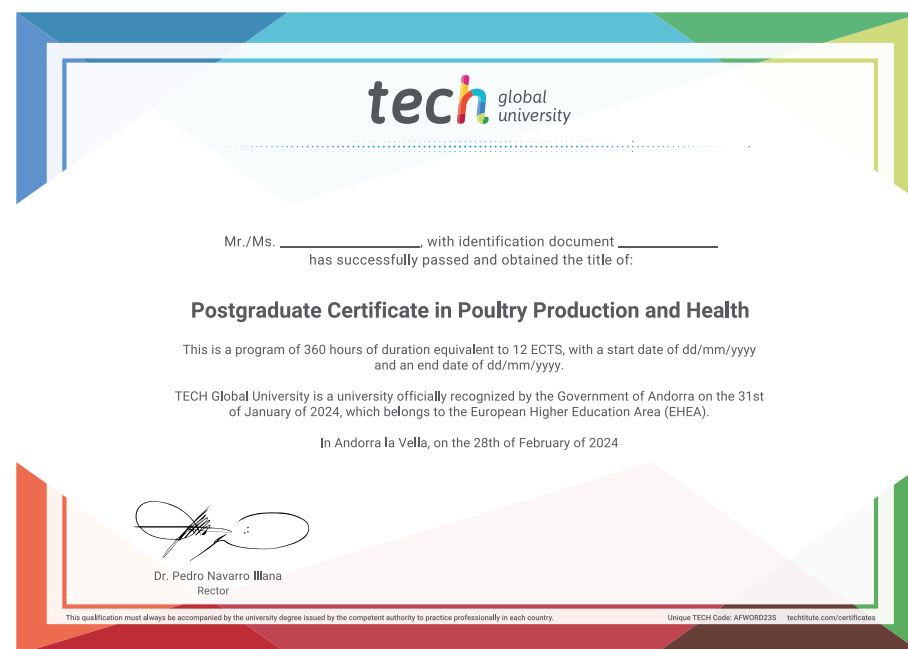 tech global
university
Mr./Ms. ____________________, with identification document ______________
has successfully passed and obtained the title of:
Postgraduate Certificate in Poultry Production and Health
This is a program of 360 hours of duration equivalent to 12 ECTS, with a start date of dd/mm/yyyy
and an end date of dd/mm/yyyy.
TECH Global University is a university officially recognized by the Government of Andorra on the 31st
of January of 2024, which belongs to the European Higher Education Area (EHEA).
In Andorra la Vella, on the 28th of February of 2024
Dr. Pedro Navarro Illana
Rector
This qualification must always be accompanied by the university degree issued by the competent authority to practice professionally in each country.
Unique TECH Code: AFWORD23S techtitute.com/certificates